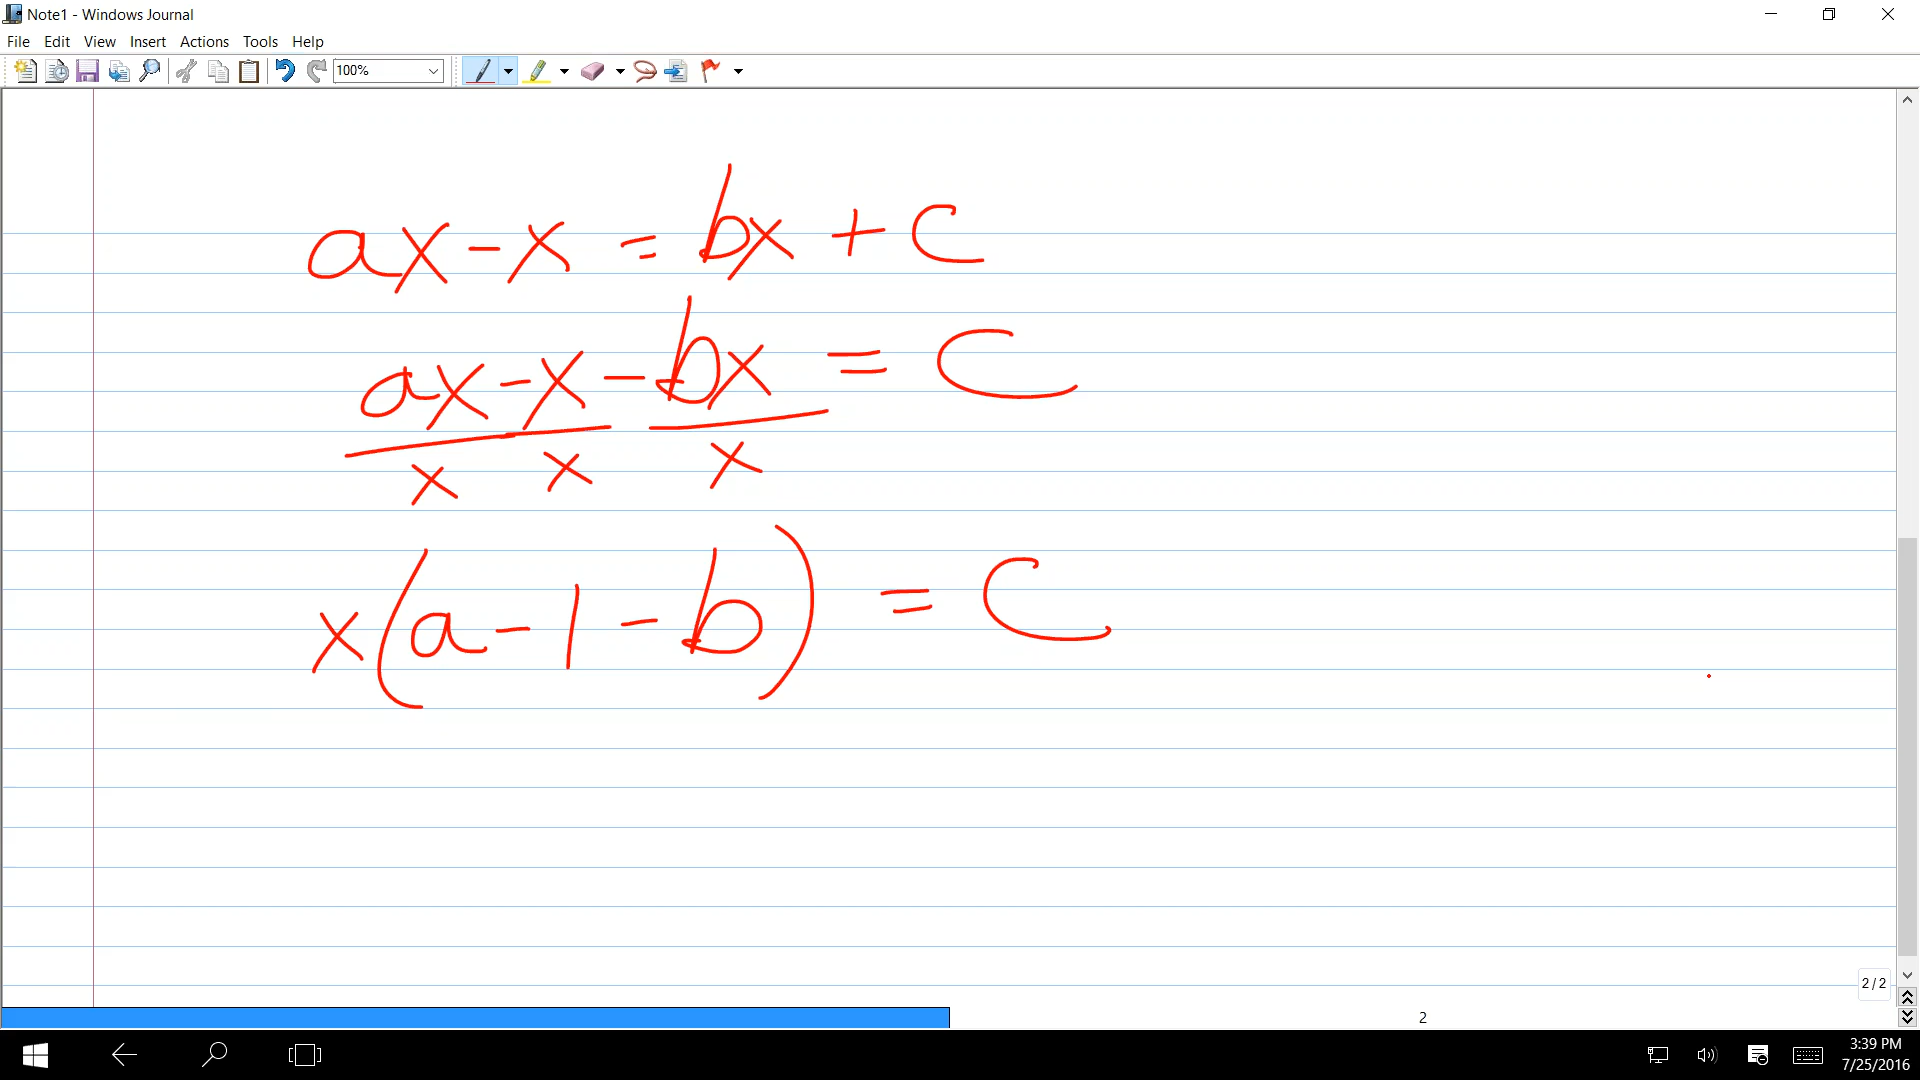 Note1 - Windows Journal
File Edit View Insert Actions Tools Help
100%
ax - x = bx + c
ax - x - bx = c
x x x
x(a - 1 - b) = c
2 / 2
2
3:39 PM
7/25/2016